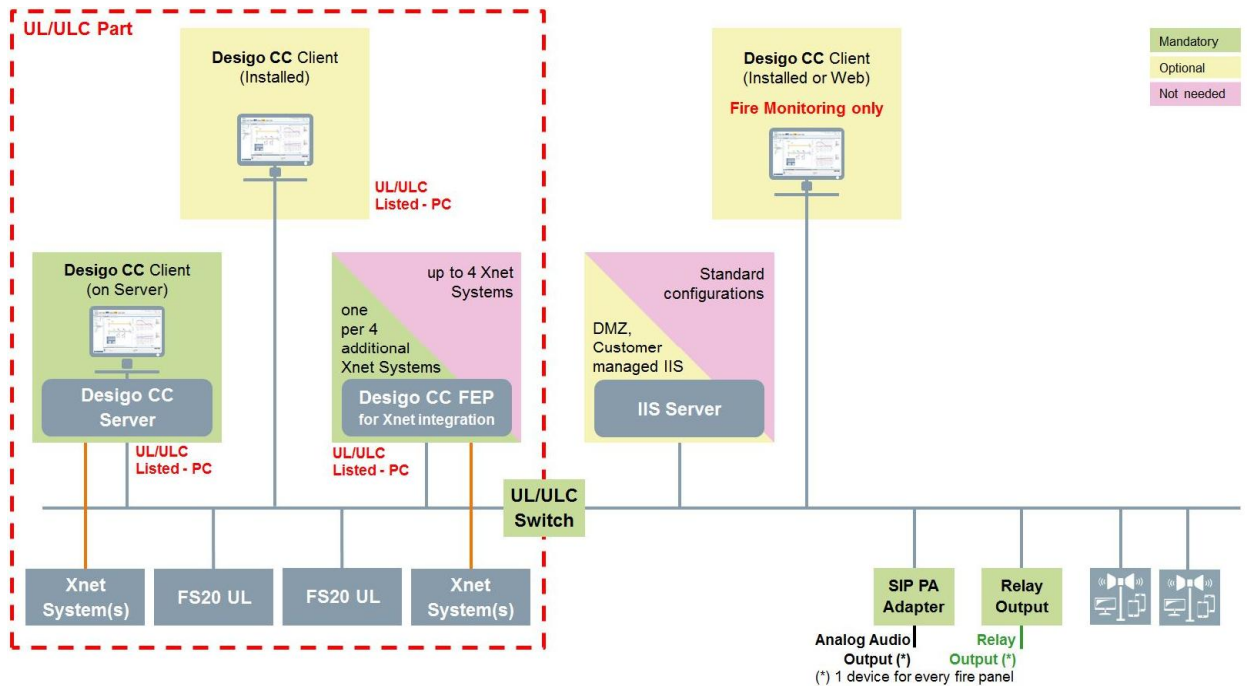 UL/ULC Part
Desigo CC Client
(Installed)
UL/ULC
Listed - PC
Desigo CC Client
(Installed or Web)
Fire Monitoring only
Mandatory
Optional
Not needed
Desigo CC Client
(on Server)
Desigo CC
Server
UL/ULC
Listed - PC
up to 4 Xnet
Systems
one
per 4
additional
Xnet Systems
Desigo CC FEP
for Xnet integration
UL/ULC
Listed - PC
Standard
configurations
DMZ,
Customer
managed IIS
IIS Server
UL/ULC
Switch
Xnet
System(s)
FS20 UL
FS20 UL
Xnet
System(s)
SIP PA
Adapter
Relay
Output
Analog Audio
Output (*)
Relay
Output (*)
(*) 1 device for every fire panel